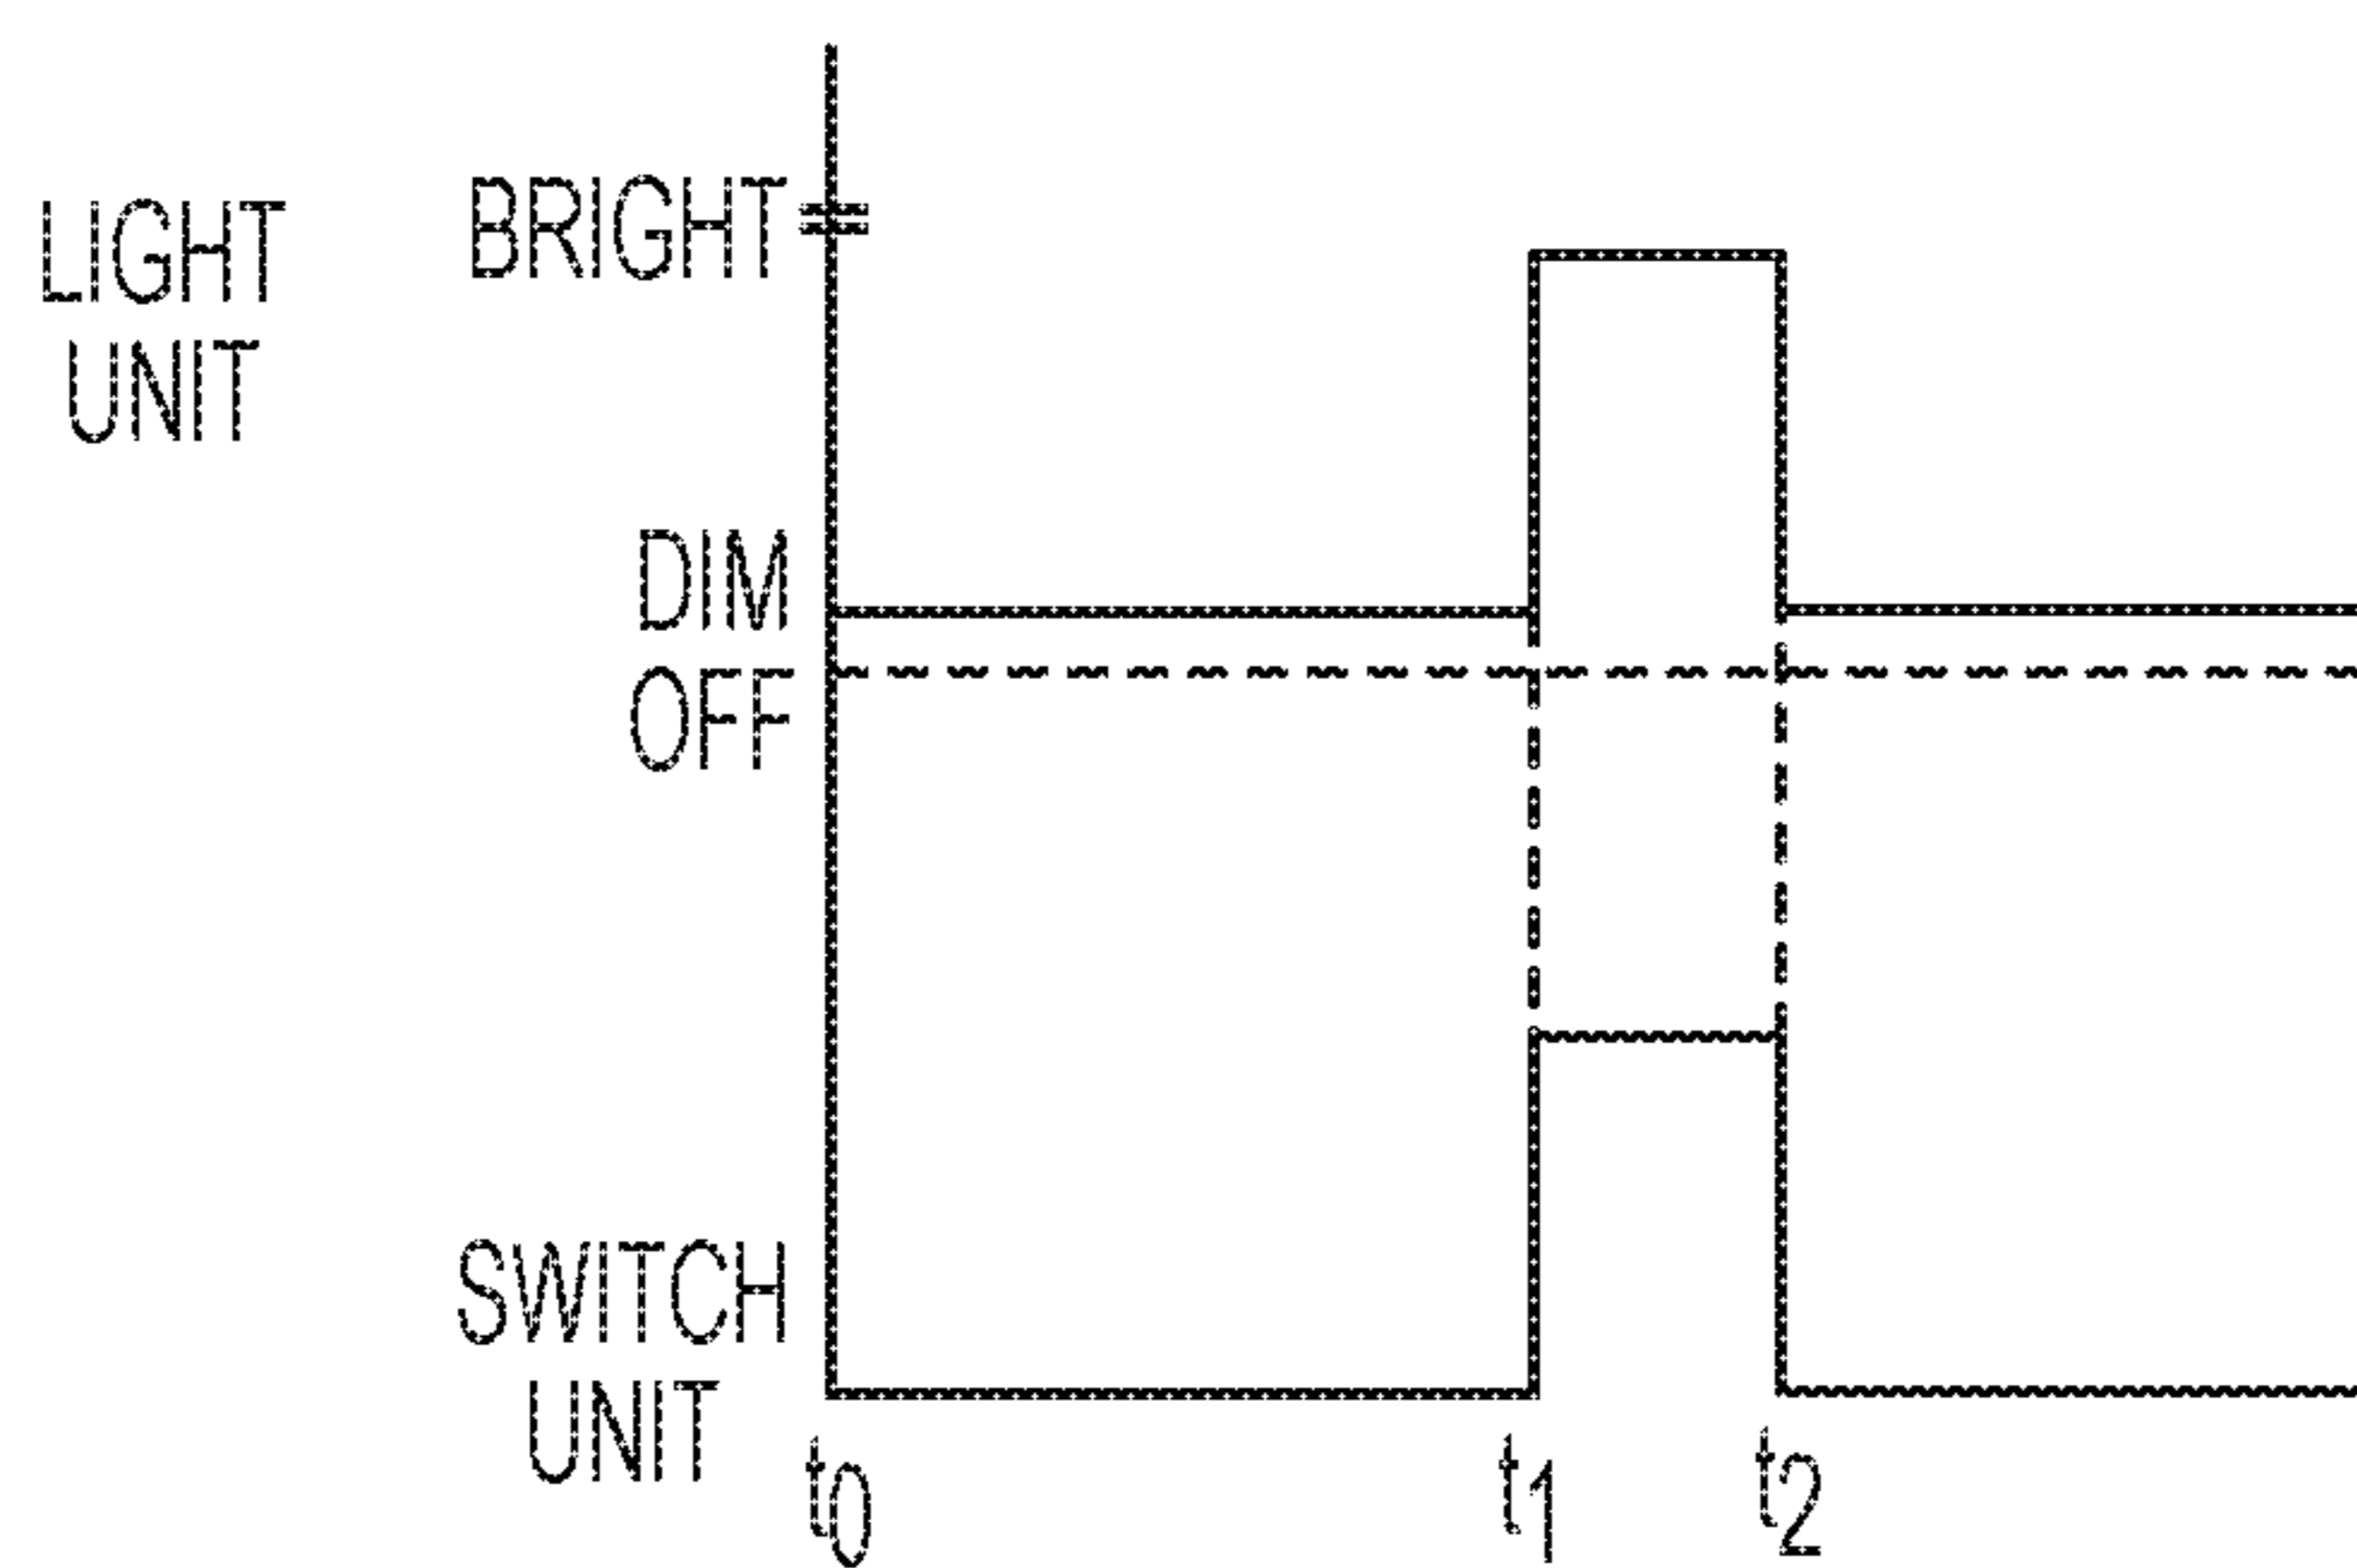 LIGHT
UNIT
BRIGHT
DIM
OFF
SWITCH
UNIT
t0
t1
t2